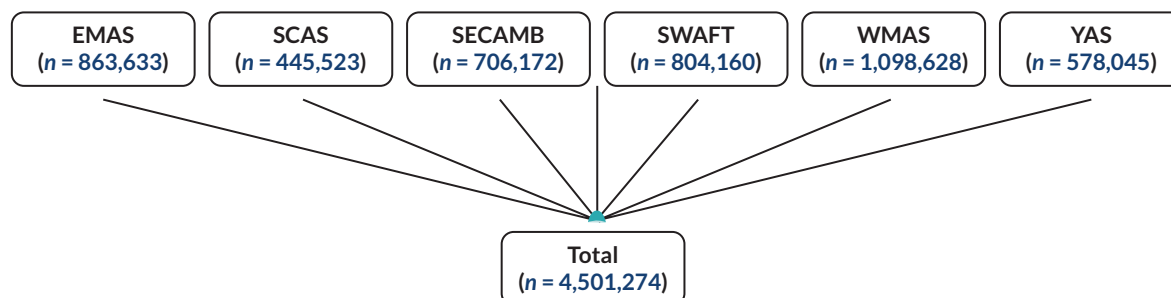 EMAS
(n = 863,633)
SCAS
(n = 445,523)
SECAMB
(n = 706,172)
SWAFT
(n = 804,160)
WMAS
(n = 1,098,628)
YAS
(n = 578,045)
Total
(n = 4,501,274)